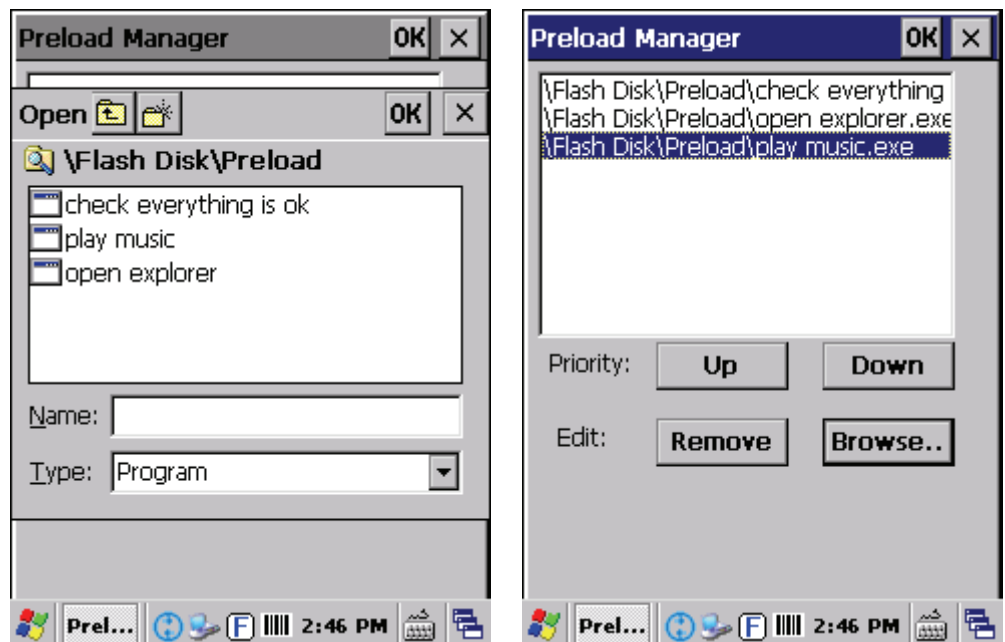 Preload Manager OK ×
Open OK ×
\Flash Disk\Preload
check everything is ok
play music
open explorer
Name:
Type: Program
Prel... F 2:46 PM
Preload Manager OK ×
\Flash Disk\Preload\check everything
\Flash Disk\Preload\open explorer.exe
\Flash Disk\Preload\play music.exe
Priority: Up Down
Edit: Remove Browse..
Prel... F 2:46 PM